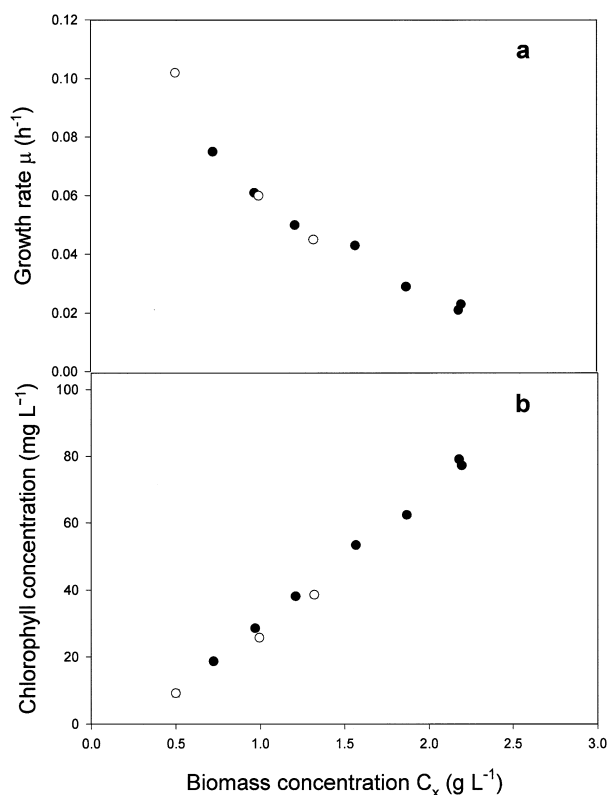 0.12
a
0.10
0.08
0.06
0.04
0.02
0.00
Growth rate μ (h⁻¹)
100
b
80
60
40
20
0
Chlorophyll concentration (mg L⁻¹)
0.0 0.5 1.0 1.5 2.0 2.5 3.0
Biomass concentration Cₓ (g L⁻¹)